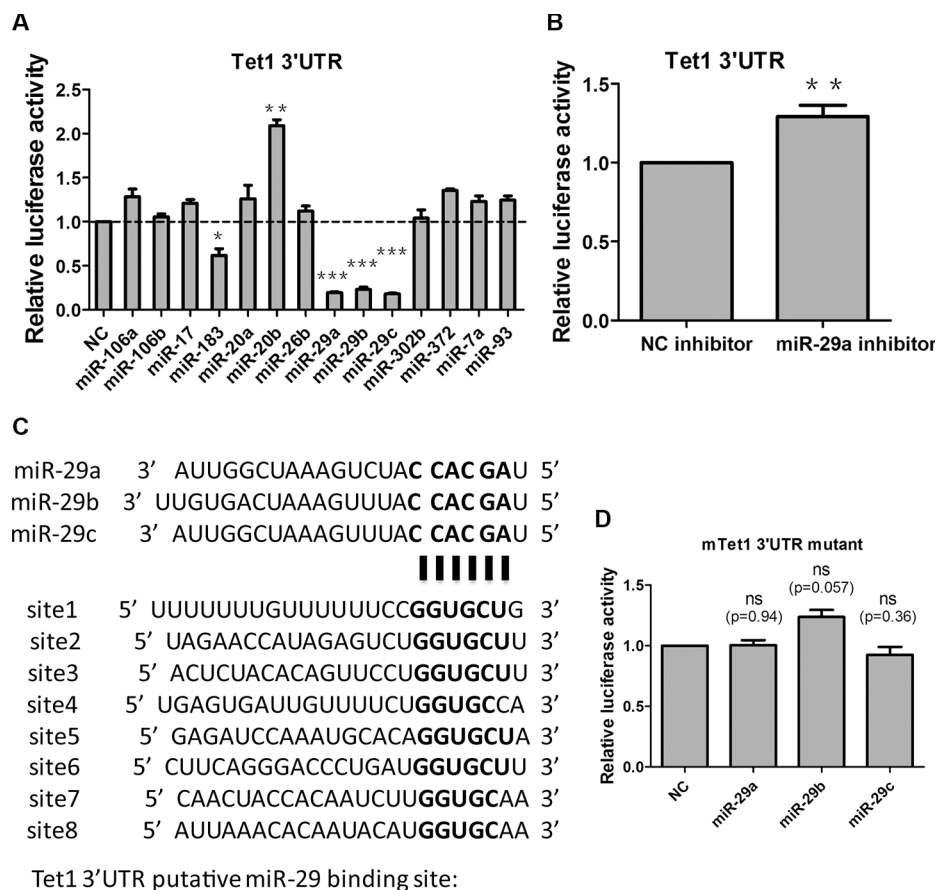 A
Tet1 3'UTR
Relative luciferase activity
2.5
2.0
1.5
1.0
0.5
0.0
*
**
***
***
***
NC
miR-106a
miR-106b
miR-17
miR-183
miR-20a
miR-20b
miR-26b
miR-29a
miR-29b
miR-29c
miR-302b
miR-372
miR-7a
miR-93
B
Tet1 3'UTR
Relative luciferase activity
1.5
1.0
0.5
0.0
* *
NC inhibitor
miR-29a inhibitor
C
miR-29a 3’ AUUGGCUAAAGUCUAC CACGAU 5’
miR-29b 3’ UUGUGACUAAAGUUUAC CACGAU 5’
miR-29c 3’ AUUGGCUAAAGUUUAC CACGAU 5’
site1 5’ UUUUUUUGUUUUUUCCGGUGCUG 3’
site2 5’ UAGAACCAUAGAGUCUGGUGCUU 3’
site3 5’ ACUCUACACAGUUCCUGGUGCUU 3’
site4 5’ UGAGUGAUUGUUUUCUGGUGCCA 3’
site5 5’ GAGAUCCAAAUGCACAGGUGCUA 3’
site6 5’ CUUCAGGGACCCUGAUGGUGCUU 3’
site7 5’ CAACUACCACAAUCUUGGUGCAA 3’
site8 5’ AUUAAACACAAUACAUGGUGCAA 3’
Tet1 3’UTR putative miR-29 binding site:
D
mTet1 3'UTR mutant
Relative luciferase activity
1.5
1.0
0.5
0.0
ns
(p=0.94)
ns
(p=0.057)
ns
(p=0.36)
NC
miR-29a
miR-29b
miR-29c